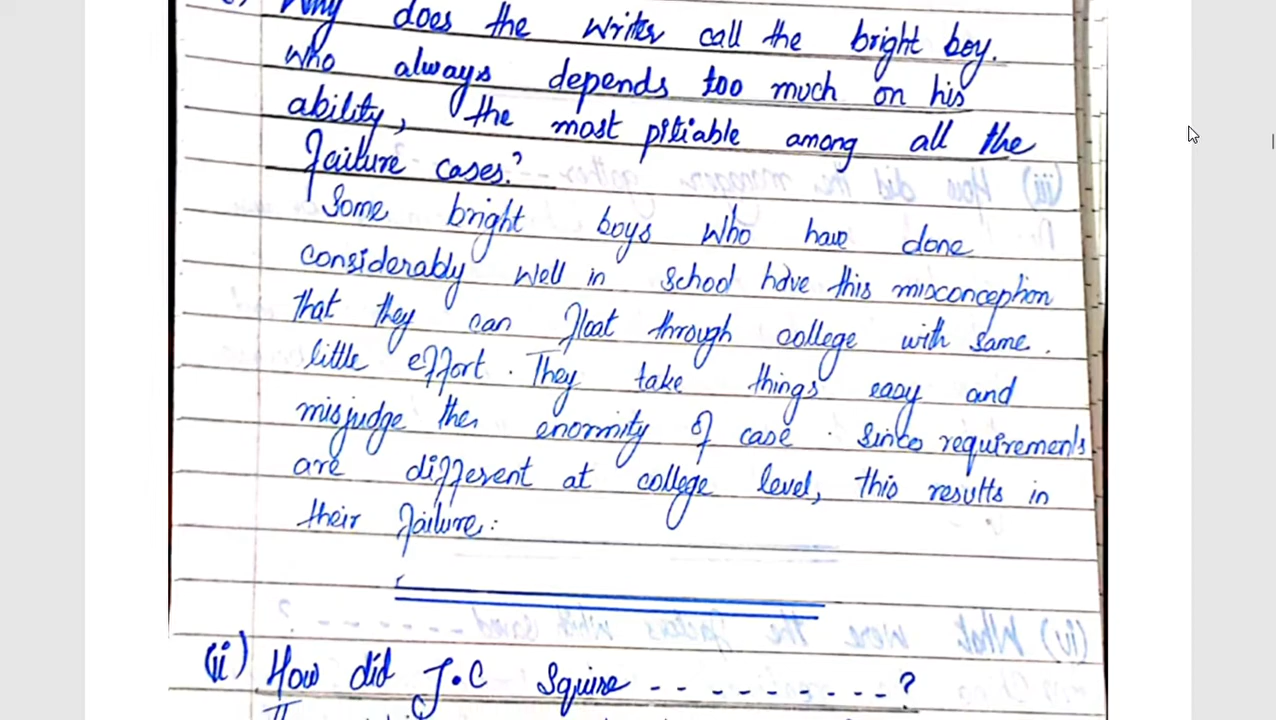 Why does the writer call the bright boy.
who always depends too much on his
ability, the most pitiable among all the
failure cases?
Some bright boys who have done
considerably well in school have this misconception
that they can float through college with same.
little effort. They take things easy and
misjudge the enormity of case. Since requirements
are different at college level, this results in
their failure:
(ii) How did J.C Squire - - - - - - - - - - ?